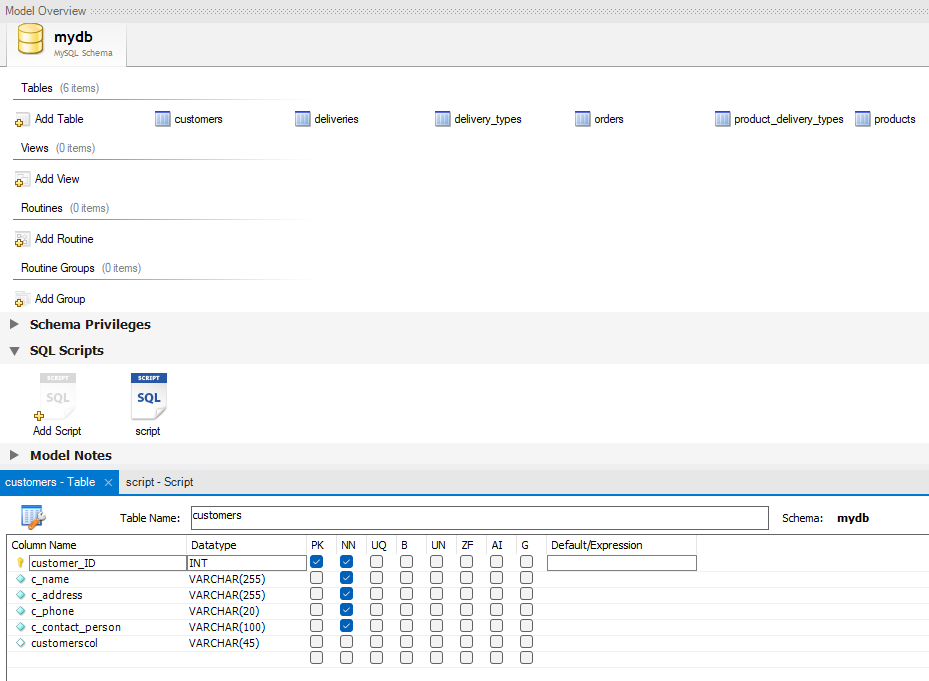 Model Overview
mydb
MySQL Schema
Tables (6 items)
Add Table customers deliveries delivery_types orders product_delivery_types products
Views (0 items)
Add View
Routines (0 items)
Add Routine
Routine Groups (0 items)
Add Group
Schema Privileges
SQL Scripts
SCRIPT SCRIPT
SQL SQL
Add Script script
Model Notes
customers - Table script - Script
Table Name: customers Schema: mydb
Column Name Datatype PK NN UQ B UN ZF AI G Default/Expression
customer_ID INT
c_name VARCHAR(255)
c_address VARCHAR(255)
c_phone VARCHAR(20)
c_contact_person VARCHAR(100)
customerscol VARCHAR(45)